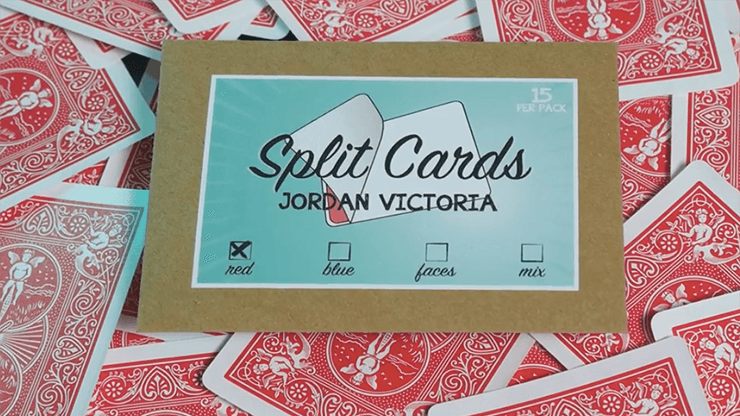 15
PER PACK
Split Cards
JORDAN VICTORIA
red blue faces mix